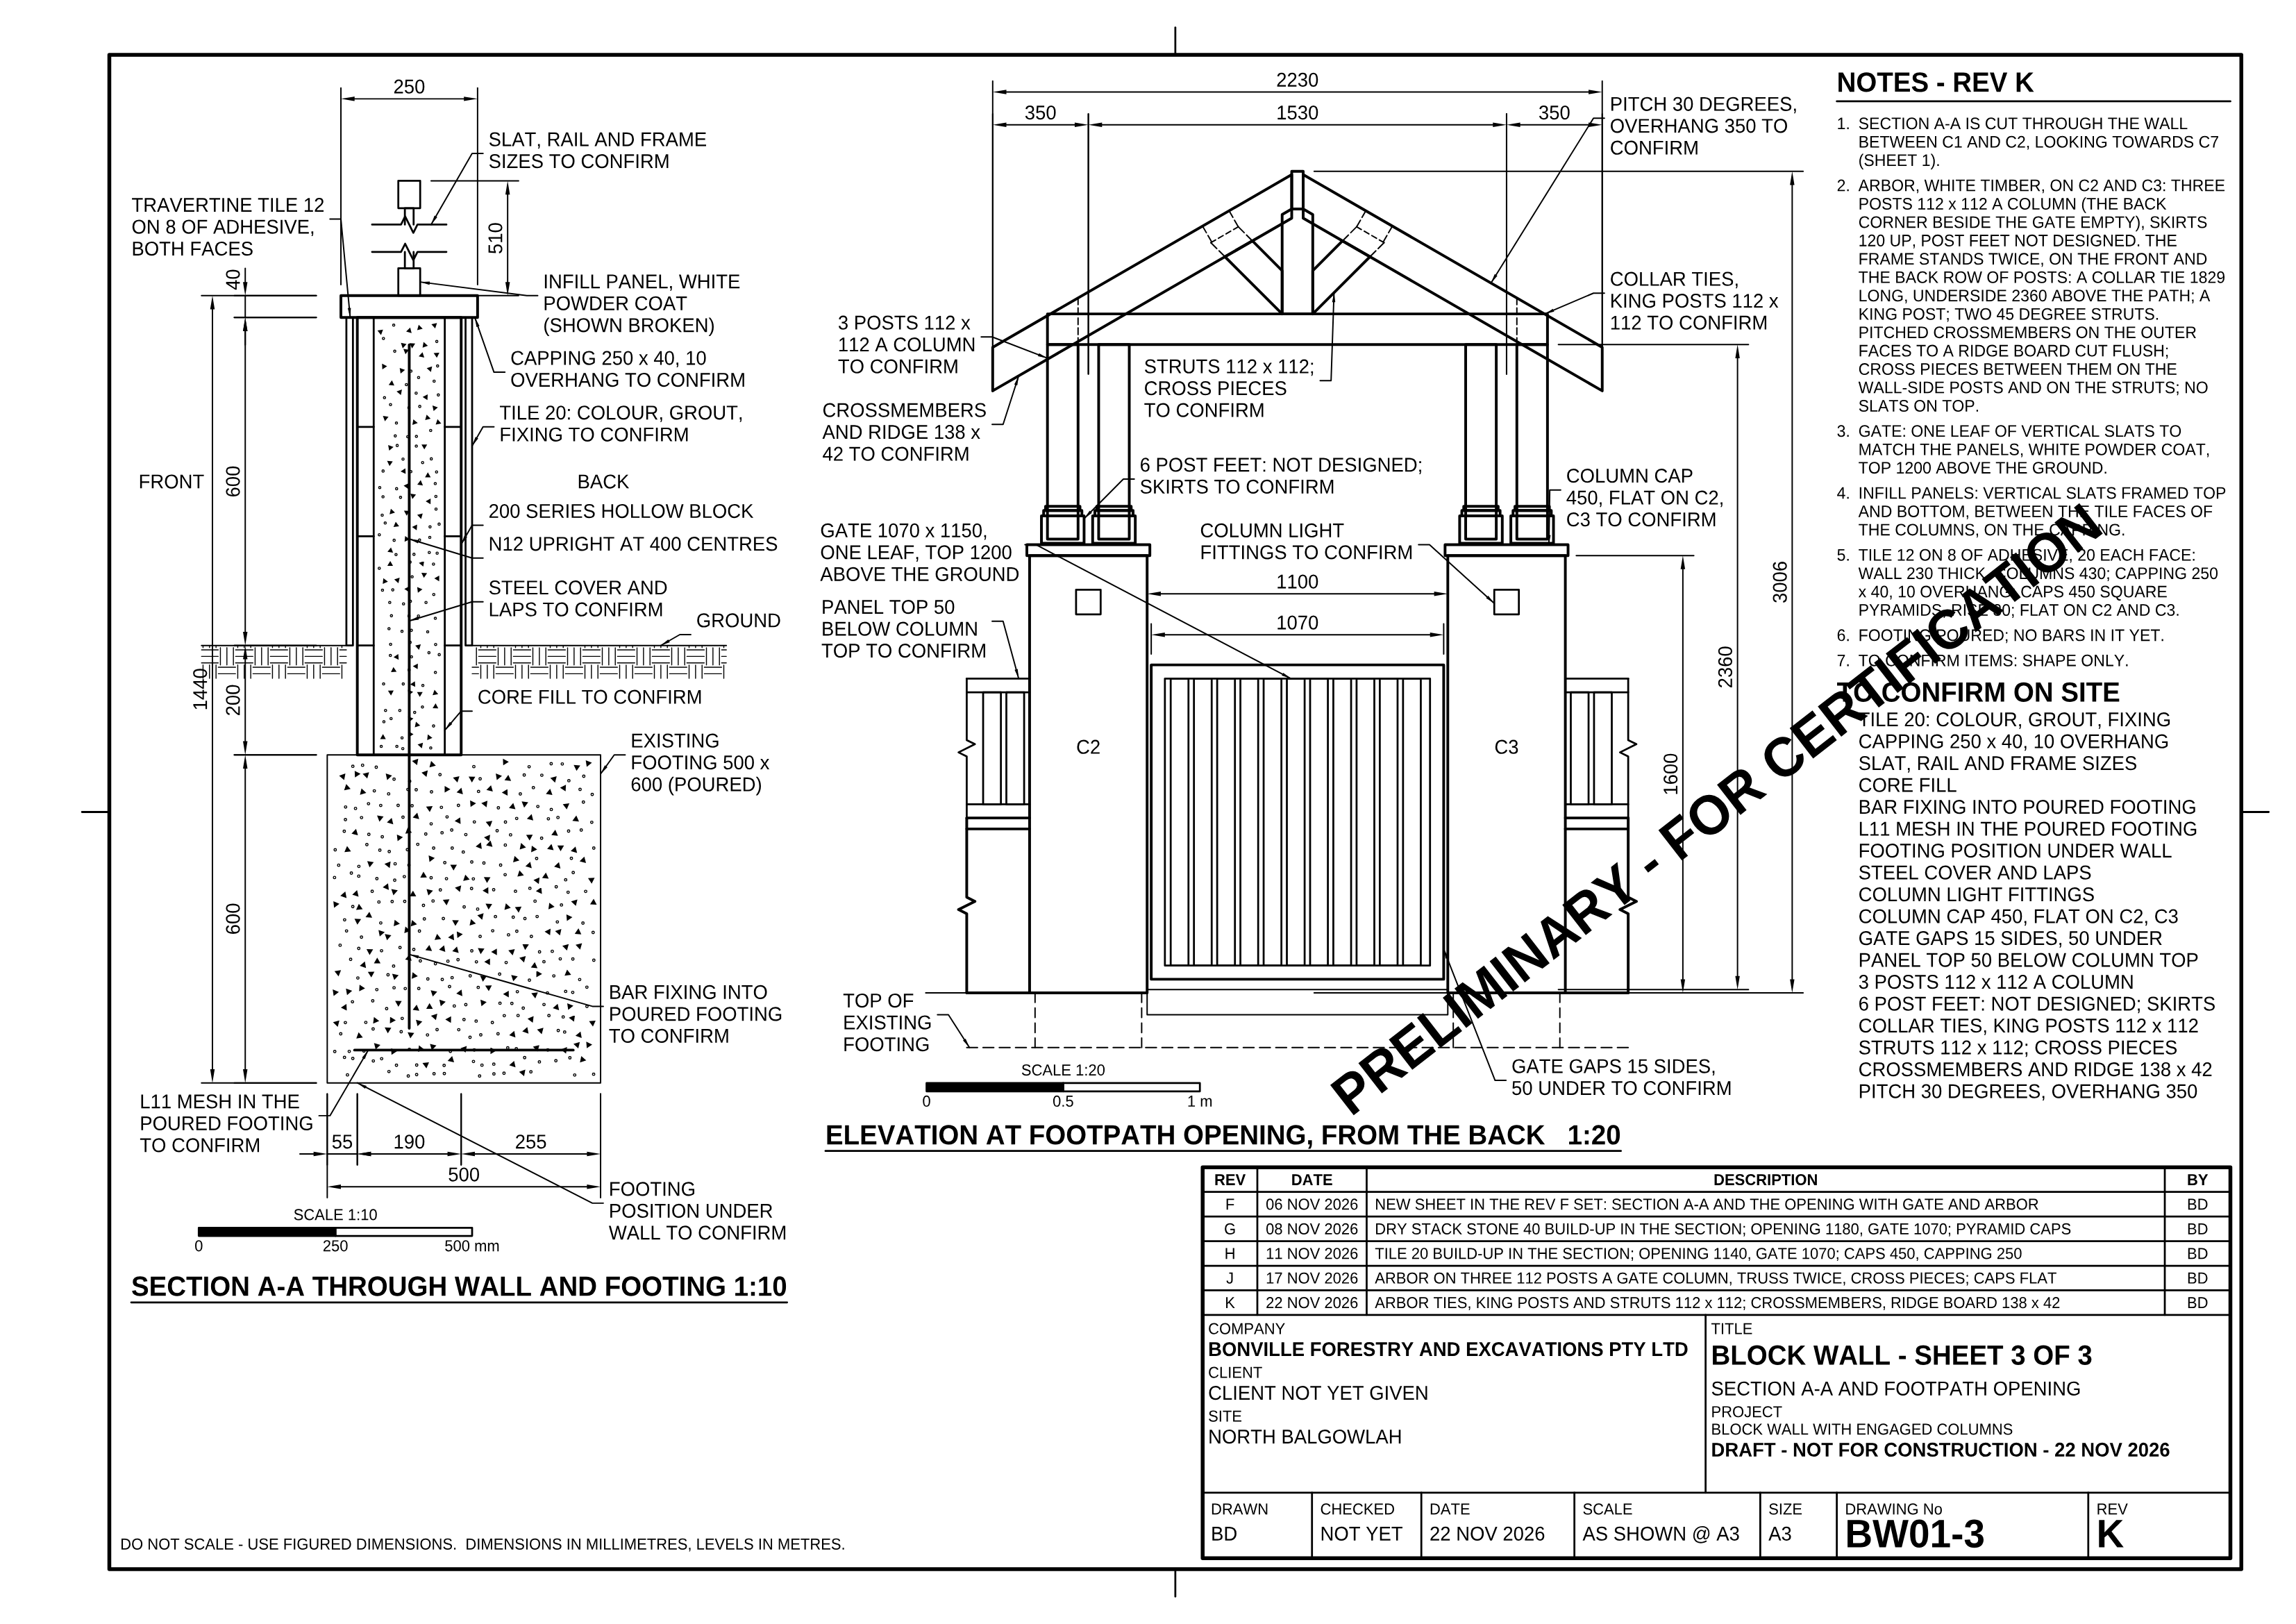 250
SLAT, RAIL AND FRAME
SIZES TO CONFIRM
TRAVERTINE TILE 12
ON 8 OF ADHESIVE,
BOTH FACES
510
40
INFILL PANEL, WHITE
POWDER COAT
(SHOWN BROKEN)
CAPPING 250 x 40, 10
OVERHANG TO CONFIRM
TILE 20: COLOUR, GROUT,
FIXING TO CONFIRM
FRONT
600
BACK
200 SERIES HOLLOW BLOCK
N12 UPRIGHT AT 400 CENTRES
STEEL COVER AND
LAPS TO CONFIRM
GROUND
1440
200
CORE FILL TO CONFIRM
EXISTING
FOOTING 500 x
600 (POURED)
600
BAR FIXING INTO
POURED FOOTING
TO CONFIRM
L11 MESH IN THE
POURED FOOTING
TO CONFIRM
55
190
255
500
FOOTING
POSITION UNDER
WALL TO CONFIRM
SCALE 1:10
0
250
500 mm
SECTION A-A THROUGH WALL AND FOOTING 1:10
2230
350
1530
350
PITCH 30 DEGREES,
OVERHANG 350 TO
CONFIRM
COLLAR TIES,
KING POSTS 112 x
112 TO CONFIRM
3 POSTS 112 x
112 A COLUMN
TO CONFIRM
STRUTS 112 x 112;
CROSS PIECES
TO CONFIRM
CROSSMEMBERS
AND RIDGE 138 x
42 TO CONFIRM
6 POST FEET: NOT DESIGNED;
SKIRTS TO CONFIRM
COLUMN CAP
450, FLAT ON C2,
C3 TO CONFIRM
GATE 1070 x 1150,
ONE LEAF, TOP 1200
ABOVE THE GROUND
COLUMN LIGHT
FITTINGS TO CONFIRM
1100
PANEL TOP 50
BELOW COLUMN
TOP TO CONFIRM
1070
3006
2360
1600
C2
C3
TOP OF
EXISTING
FOOTING
GATE GAPS 15 SIDES,
50 UNDER TO CONFIRM
SCALE 1:20
0
0.5
1 m
ELEVATION AT FOOTPATH OPENING, FROM THE BACK 1:20
PRELIMINARY - FOR CERTIFICATION
NOTES - REV K
1. SECTION A-A IS CUT THROUGH THE WALL
BETWEEN C1 AND C2, LOOKING TOWARDS C7
(SHEET 1).
2. ARBOR, WHITE TIMBER, ON C2 AND C3: THREE
POSTS 112 x 112 A COLUMN (THE BACK
CORNER BESIDE THE GATE EMPTY), SKIRTS
120 UP, POST FEET NOT DESIGNED. THE
FRAME STANDS TWICE, ON THE FRONT AND
THE BACK ROW OF POSTS: A COLLAR TIE 1829
LONG, UNDERSIDE 2360 ABOVE THE PATH; A
KING POST; TWO 45 DEGREE STRUTS.
PITCHED CROSSMEMBERS ON THE OUTER
FACES TO A RIDGE BOARD CUT FLUSH;
CROSS PIECES BETWEEN THEM ON THE
WALL-SIDE POSTS AND ON THE STRUTS; NO
SLATS ON TOP.
3. GATE: ONE LEAF OF VERTICAL SLATS TO
MATCH THE PANELS, WHITE POWDER COAT,
TOP 1200 ABOVE THE GROUND.
4. INFILL PANELS: VERTICAL SLATS FRAMED TOP
AND BOTTOM, BETWEEN THE TILE FACES OF
THE COLUMNS, ON THE CAPPING.
5. TILE 12 ON 8 OF ADHESIVE, 20 EACH FACE:
WALL 230 THICK, COLUMNS 430; CAPPING 250
x 40, 10 OVERHANG; CAPS 450 SQUARE
PYRAMIDS, RISE 80; FLAT ON C2 AND C3.
6. FOOTING POURED; NO BARS IN IT YET.
7. TO CONFIRM ITEMS: SHAPE ONLY.
TO CONFIRM ON SITE
TILE 20: COLOUR, GROUT, FIXING
CAPPING 250 x 40, 10 OVERHANG
SLAT, RAIL AND FRAME SIZES
CORE FILL
BAR FIXING INTO POURED FOOTING
L11 MESH IN THE POURED FOOTING
FOOTING POSITION UNDER WALL
STEEL COVER AND LAPS
COLUMN LIGHT FITTINGS
COLUMN CAP 450, FLAT ON C2, C3
GATE GAPS 15 SIDES, 50 UNDER
PANEL TOP 50 BELOW COLUMN TOP
3 POSTS 112 x 112 A COLUMN
6 POST FEET: NOT DESIGNED; SKIRTS
COLLAR TIES, KING POSTS 112 x 112
STRUTS 112 x 112; CROSS PIECES
CROSSMEMBERS AND RIDGE 138 x 42
PITCH 30 DEGREES, OVERHANG 350
REV DATE DESCRIPTION BY
F 06 NOV 2026 NEW SHEET IN THE REV F SET: SECTION A-A AND THE OPENING WITH GATE AND ARBOR BD
G 08 NOV 2026 DRY STACK STONE 40 BUILD-UP IN THE SECTION; OPENING 1180, GATE 1070; PYRAMID CAPS BD
H 11 NOV 2026 TILE 20 BUILD-UP IN THE SECTION; OPENING 1140, GATE 1070; CAPS 450, CAPPING 250 BD
J 17 NOV 2026 ARBOR ON THREE 112 POSTS A GATE COLUMN, TRUSS TWICE, CROSS PIECES; CAPS FLAT BD
K 22 NOV 2026 ARBOR TIES, KING POSTS AND STRUTS 112 x 112; CROSSMEMBERS, RIDGE BOARD 138 x 42 BD
COMPANY
BONVILLE FORESTRY AND EXCAVATIONS PTY LTD
CLIENT
CLIENT NOT YET GIVEN
SITE
NORTH BALGOWLAH
TITLE
BLOCK WALL - SHEET 3 OF 3
SECTION A-A AND FOOTPATH OPENING
PROJECT
BLOCK WALL WITH ENGAGED COLUMNS
DRAFT - NOT FOR CONSTRUCTION - 22 NOV 2026
DRAWN
BD
CHECKED
NOT YET
DATE
22 NOV 2026
SCALE
AS SHOWN @ A3
SIZE
A3
DRAWING No
BW01-3
REV
K
DO NOT SCALE - USE FIGURED DIMENSIONS. DIMENSIONS IN MILLIMETRES, LEVELS IN METRES.